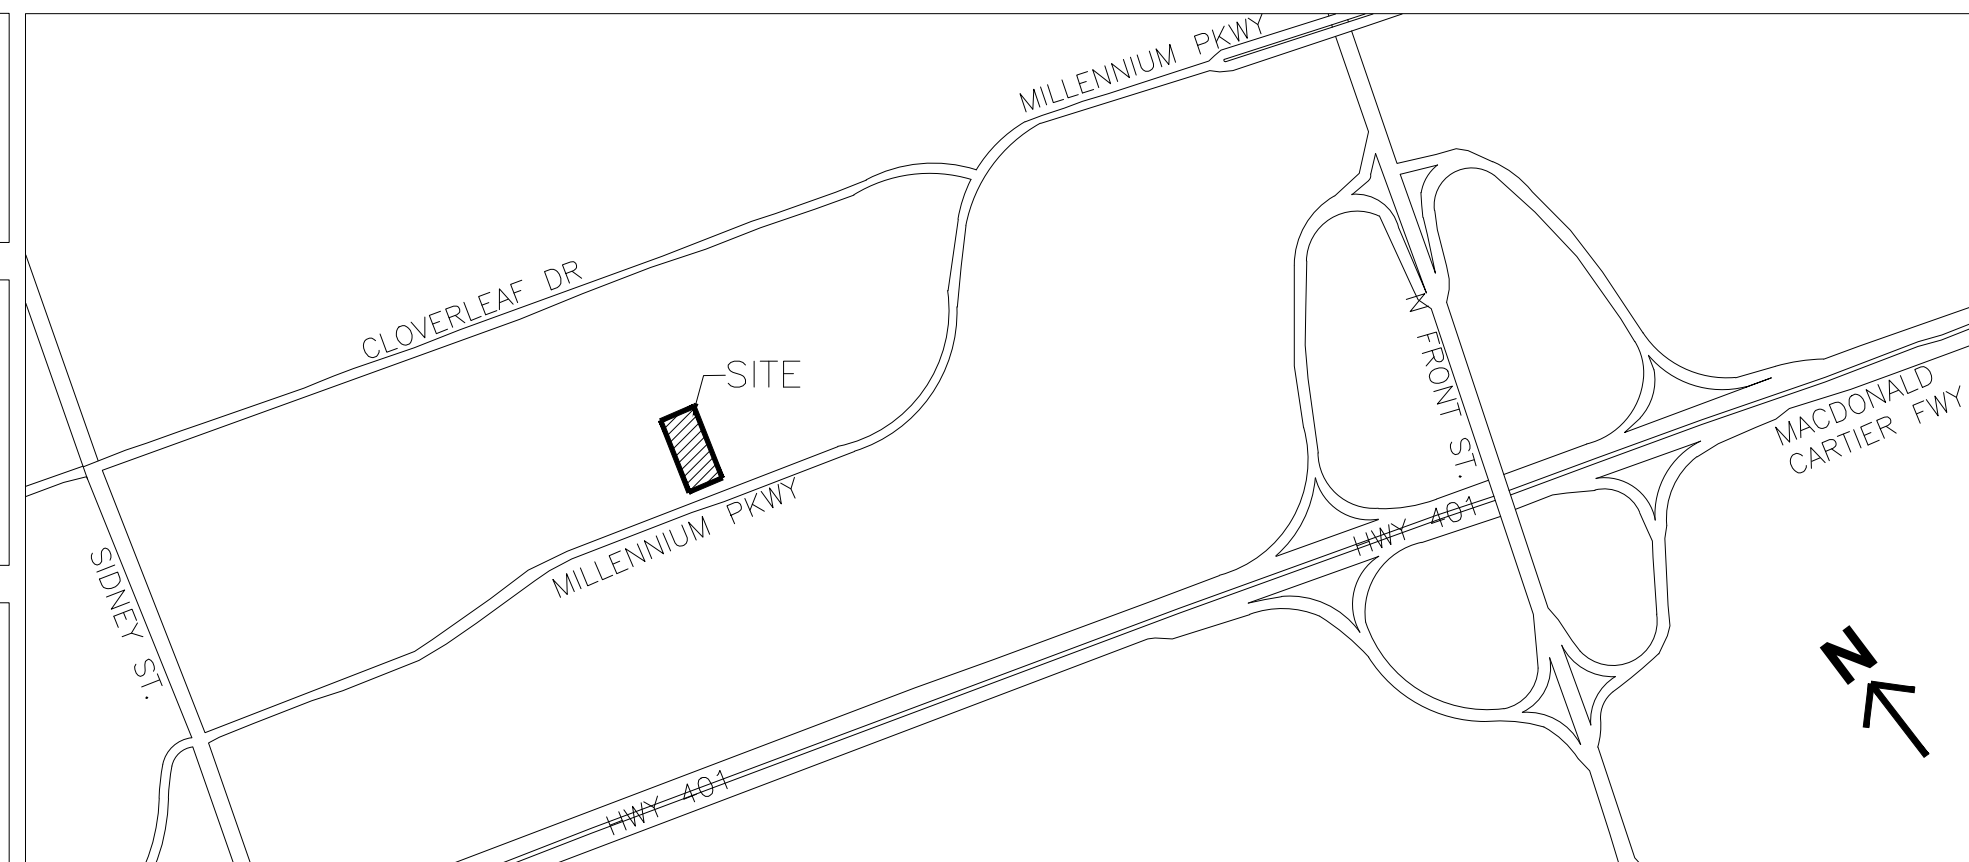 MILLENNIUM PKWY
CLOVERLEAF DR
SITE
N FRONT ST.
MACDONALD
CARTIER FWY
MILLENNIUM PKWY
HWY 401
SIDNEY ST.
N
HWY 401